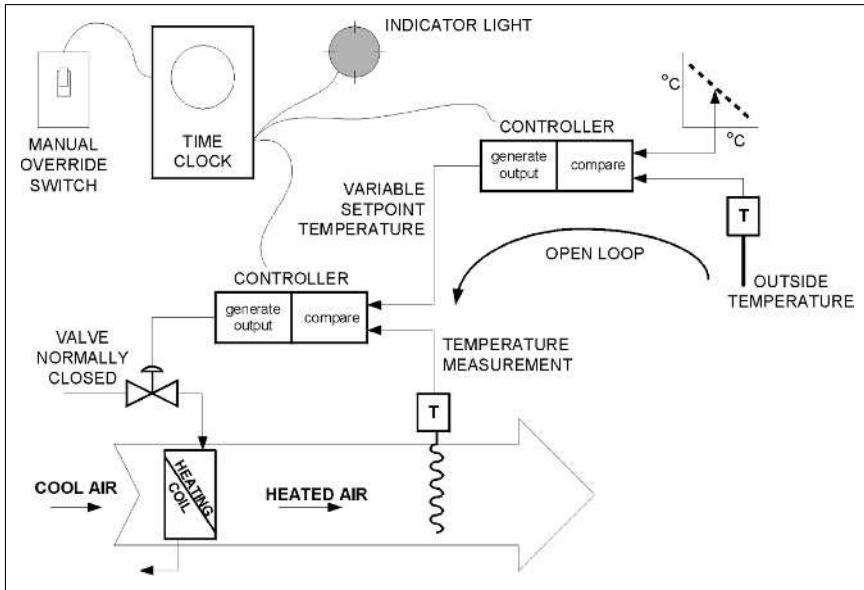 INDICATOR LIGHT
MANUAL
OVERRIDE
SWITCH
TIME
CLOCK
CONTROLLER
generate
output
compare
°C
°C
VARIABLE
SETPOINT
TEMPERATURE
T
OPEN LOOP
OUTSIDE
TEMPERATURE
CONTROLLER
generate
output
compare
VALVE
NORMALLY
CLOSED
TEMPERATURE
MEASUREMENT
T
COOL AIR
HEATING
COIL
HEATED AIR